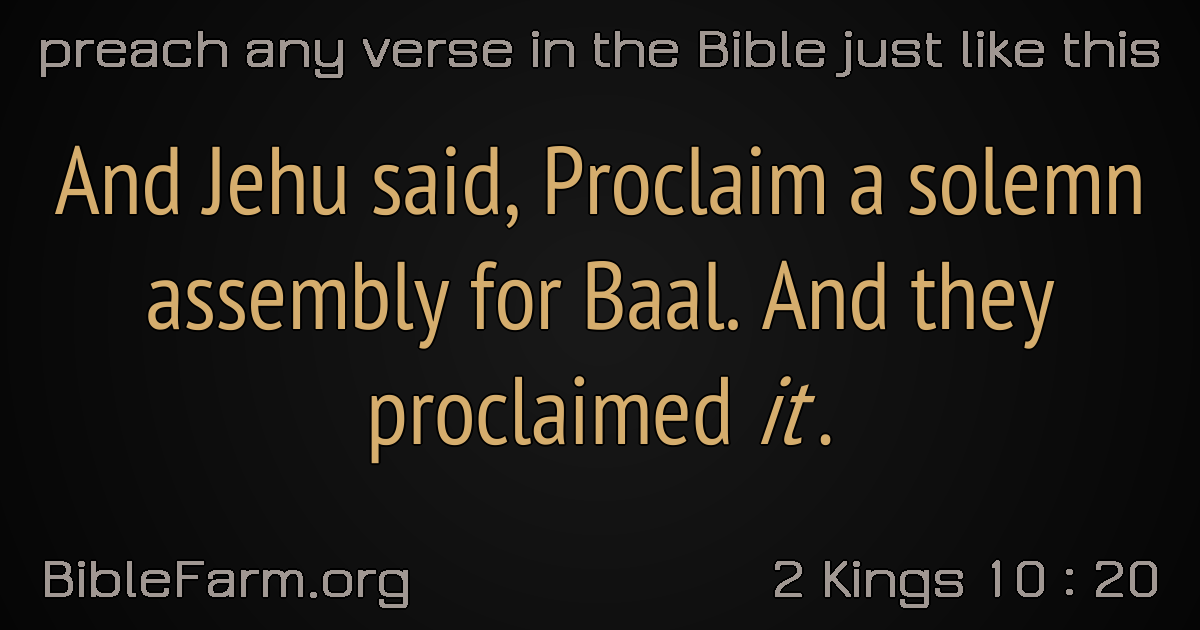 preach any verse in the Bible just like this
And Jehu said, Proclaim a solemn
assembly for Baal. And they
proclaimed it .
BibleFarm.org
2 Kings 10 : 20